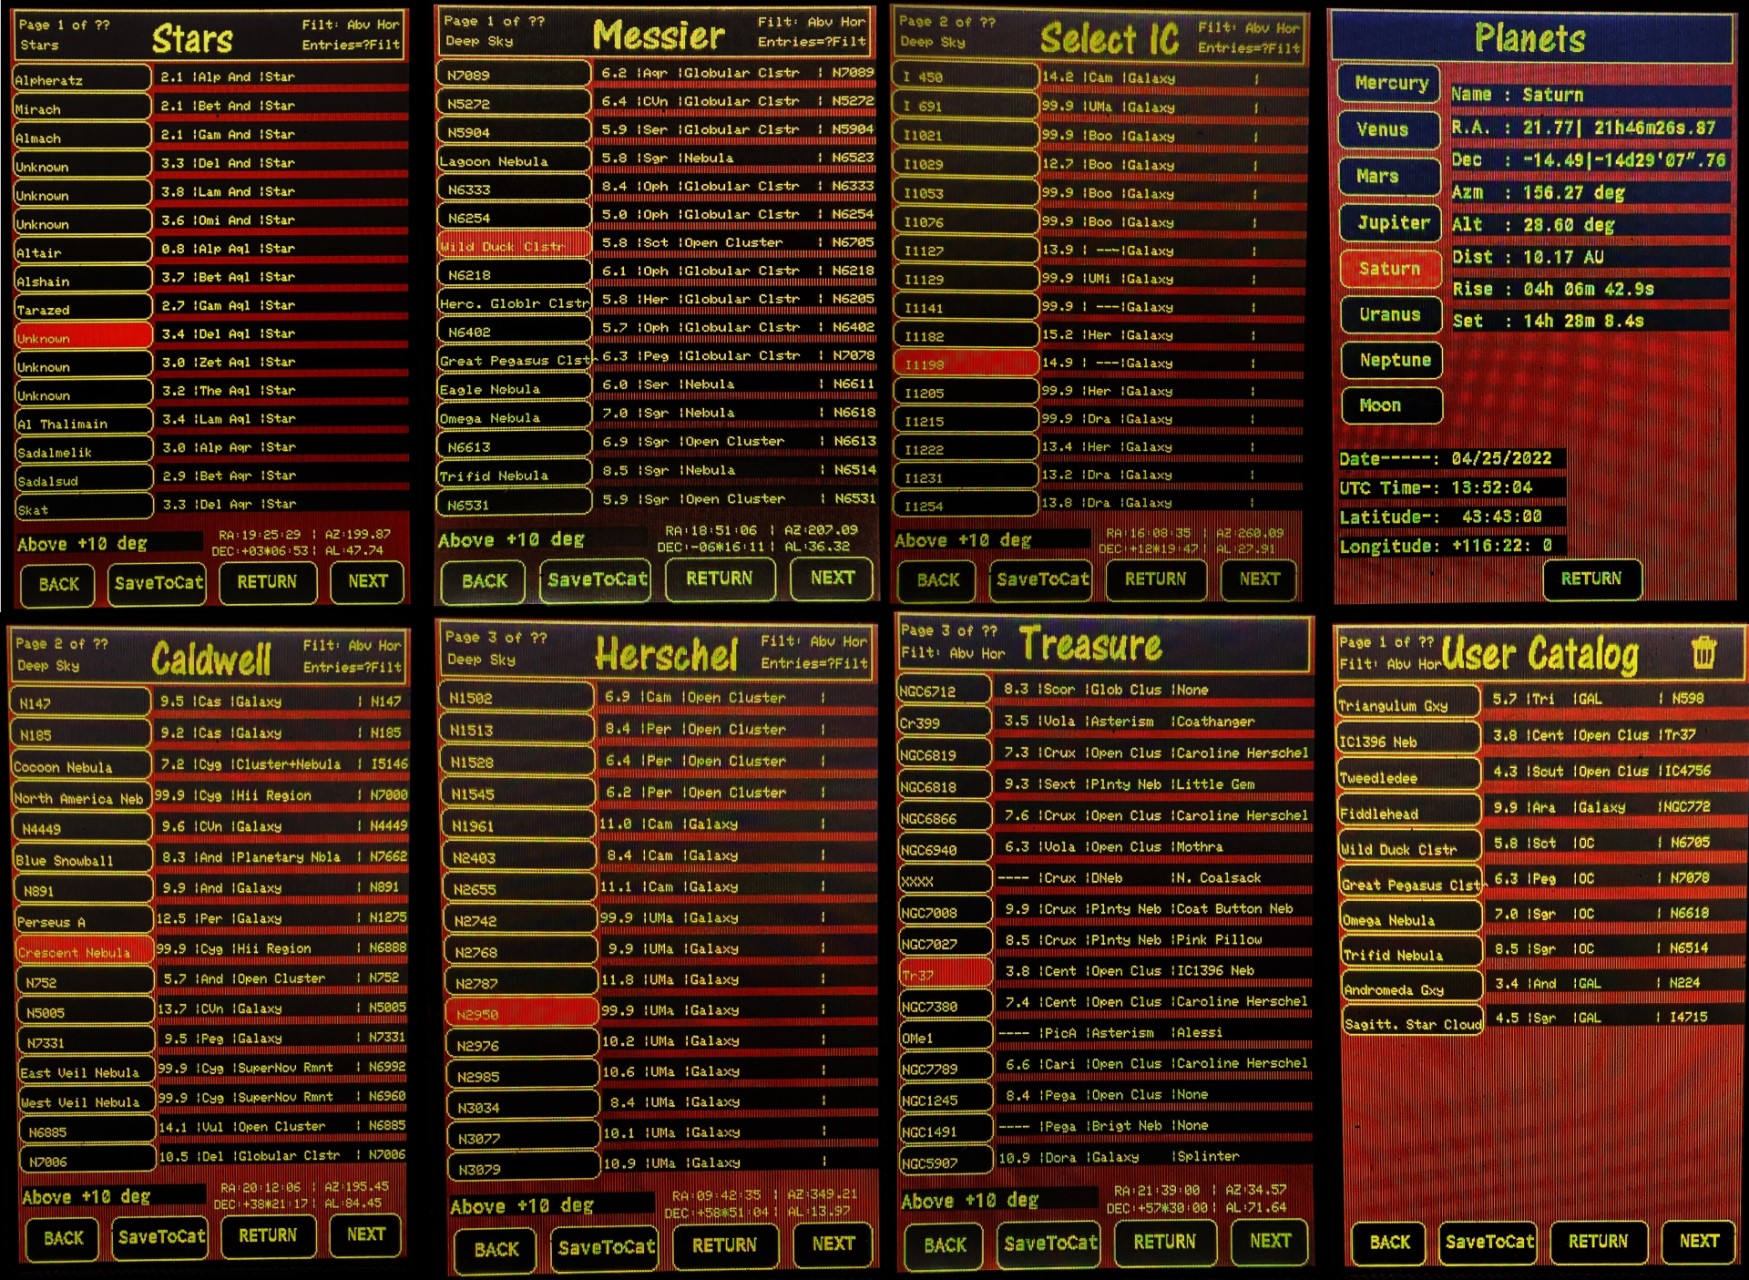 Page 1 of ??
Stars
Stars
Filt: Abv Hor
Entries=?Filt
Alpheratz 2.1 |Alp And |Star
Mirach 2.1 |Bet And |Star
Almach 2.1 |Gam And |Star
Unknown 3.3 |Del And |Star
Unknown 3.8 |Lam And |Star
Unknown 3.6 |Omi And |Star
Altair 0.8 |Alp Aql |Star
Alshain 3.7 |Bet Aql |Star
Tarazed 2.7 |Gam Aql |Star
Unknown 3.4 |Del Aql |Star
Unknown 3.0 |Zet Aql |Star
Unknown 3.2 |The Aql |Star
Al Thalimain 3.4 |Lam Aql |Star
Sadalmelik 3.0 |Alp Aqr |Star
Sadalsud 2.9 |Bet Aqr |Star
Skat 3.3 |Del Aqr |Star
Above +10 deg
RA:19:25:29 | AZ:199.87
DEC:+03*06:53| AL:47.74
BACK SaveToCat RETURN NEXT
Page 1 of ??
Deep Sky
Messier
Filt: Abv Hor
Entries=?Filt
N7089 6.2 |Aqr |Globular Clstr | N7089
N5272 6.4 |CVn |Globular Clstr | N5272
N5904 5.9 |Ser |Globular Clstr | N5904
Lagoon Nebula 5.8 |Sgr |Nebula | N6523
N6333 8.4 |Oph |Globular Clstr | N6333
N6254 5.0 |Oph |Globular Clstr | N6254
Wild Duck Clstr 5.8 |Sct |Open Cluster | N6705
N6218 6.1 |Oph |Globular Clstr | N6218
Herc. Globlr Clstr 5.8 |Her |Globular Clstr | N6205
N6402 5.7 |Oph |Globular Clstr | N6402
Great Pegasus Clst 6.3 |Peg |Globular Clstr | N7078
Eagle Nebula 6.0 |Ser |Nebula | N6611
Omega Nebula 7.0 |Sgr |Nebula | N6618
N6613 6.9 |Sgr |Open Cluster | N6613
Trifid Nebula 8.5 |Sgr |Nebula | N6514
N6531 5.9 |Sgr |Open Cluster | N6531
Above +10 deg
RA:18:51:06 | AZ:207.09
DEC:-06*16:11| AL:36.32
BACK SaveToCat RETURN NEXT
Page 2 of ??
Deep Sky
Select IC
Filt: Abv Hor
Entries=?Filt
I 450 14.2 |Cam |Galaxy |
I 691 99.9 |UMa |Galaxy |
I1021 99.9 |Boo |Galaxy |
I1029 12.7 |Boo |Galaxy |
I1053 99.9 |Boo |Galaxy |
I1076 99.9 |Boo |Galaxy |
I1127 13.9 | ---|Galaxy |
I1129 99.9 |UMi |Galaxy |
I1141 99.9 | ---|Galaxy |
I1182 15.2 |Her |Galaxy |
I1198 14.9 | ---|Galaxy |
I1205 99.9 |Her |Galaxy |
I1215 99.9 |Dra |Galaxy |
I1222 13.4 |Her |Galaxy |
I1231 13.2 |Dra |Galaxy |
I1254 13.8 |Dra |Galaxy |
Above +10 deg
RA:16:08:35 | AZ:260.09
DEC:+12*19:47| AL:27.91
BACK SaveToCat RETURN NEXT
Planets
Mercury
Venus
Mars
Jupiter
Saturn
Uranus
Neptune
Moon
Name : Saturn
R.A. : 21.77| 21h46m26s.87
Dec : -14.49|-14d29'07".76
Azm : 156.27 deg
Alt : 28.60 deg
Dist : 10.17 AU
Rise : 04h 06m 42.9s
Set : 14h 28m 8.4s
Date-----: 04/25/2022
UTC Time-: 13:52:04
Latitude-: 43:43:00
Longitude: +116:22: 0
RETURN
Page 2 of ??
Deep Sky
Caldwell
Filt: Abv Hor
Entries=?Filt
N147 9.5 |Cas |Galaxy | N147
N185 9.2 |Cas |Galaxy | N185
Cocoon Nebula 7.2 |Cyg |Cluster+Nebula | I5146
North America Neb 99.9 |Cyg |Hii Region | N7000
N4449 9.6 |CVn |Galaxy | N4449
Blue Snowball 8.3 |And |Planetary Nbla | N7662
N891 9.9 |And |Galaxy | N891
Perseus A 12.5 |Per |Galaxy | N1275
Crescent Nebula 99.9 |Cyg |Hii Region | N6888
N752 5.7 |And |Open Cluster | N752
N5005 13.7 |CVn |Galaxy | N5005
N7331 9.5 |Peg |Galaxy | N7331
East Veil Nebula 99.9 |Cyg |SuperNov Rmnt | N6992
West Veil Nebula 99.9 |Cyg |SuperNov Rmnt | N6960
N6885 14.1 |Vul |Open Cluster | N6885
N7006 10.5 |Del |Globular Clstr | N7006
Above +10 deg
RA:20:12:06 | AZ:195.45
DEC:+38*21:17| AL:84.45
BACK SaveToCat RETURN NEXT
Page 3 of ??
Deep Sky
Herschel
Filt: Abv Hor
Entries=?Filt
N1502 6.9 |Cam |Open Cluster |
N1513 8.4 |Per |Open Cluster |
N1528 6.4 |Per |Open Cluster |
N1545 6.2 |Per |Open Cluster |
N1961 11.0 |Cam |Galaxy |
N2403 8.4 |Cam |Galaxy |
N2655 11.1 |Cam |Galaxy |
N2742 99.9 |UMa |Galaxy |
N2768 9.9 |UMa |Galaxy |
N2787 11.8 |UMa |Galaxy |
N2950 99.9 |UMa |Galaxy |
N2976 10.2 |UMa |Galaxy |
N2985 10.6 |UMa |Galaxy |
N3034 8.4 |UMa |Galaxy |
N3077 10.1 |UMa |Galaxy |
N3079 10.9 |UMa |Galaxy |
Above +10 deg
RA:09:42:35 | AZ:349.21
DEC:+58*51:04| AL:13.97
BACK SaveToCat RETURN NEXT
Page 3 of ??
Filt: Abv Hor
Treasure
NGC6712 8.3 |Scor |Glob Clus |None
Cr399 3.5 |Vola |Asterism |Coathanger
NGC6819 7.3 |Crux |Open Clus |Caroline Herschel
NGC6818 9.3 |Sext |Plnty Neb |Little Gem
NGC6866 7.6 |Crux |Open Clus |Caroline Herschel
NGC6940 6.3 |Vola |Open Clus |Mothra
XXXX ---- |Crux |DNeb |N. Coalsack
NGC7008 9.9 |Crux |Plnty Neb |Coat Button Neb
NGC7027 8.5 |Crux |Plnty Neb |Pink Pillow
Tr37 3.8 |Cent |Open Clus |IC1396 Neb
NGC7380 7.4 |Cent |Open Clus |Caroline Herschel
OMe1 ---- |PicA |Asterism |Alessi
NGC7789 6.6 |Cari |Open Clus |Caroline Herschel
NGC1245 8.4 |Pega |Open Clus |None
NGC1491 ---- |Pega |Brigt Neb |None
NGC5907 10.9 |Dora |Galaxy |Splinter
Above +10 deg
RA:21:39:00 | AZ:34.57
DEC:+57*30:00| AL:71.64
BACK SaveToCat RETURN NEXT
Page 1 of ??
Filt: Abv Hor
User Catalog
Triangulum Gxy 5.7 |Tri |GAL | N598
IC1396 Neb 3.8 |Cent |Open Clus |Tr37
Tweedledee 4.3 |Scut |Open Clus |IC4756
Fiddlehead 9.9 |Ara |Galaxy |NGC772
Wild Duck Clstr 5.8 |Sct |OC | N6705
Great Pegasus Clst 6.3 |Peg |OC | N7078
Omega Nebula 7.0 |Sgr |OC | N6618
Trifid Nebula 8.5 |Sgr |OC | N6514
Andromeda Gxy 3.4 |And |GAL | N224
Sagitt. Star Cloud 4.5 |Sgr |GAL | I4715
BACK SaveToCat RETURN NEXT